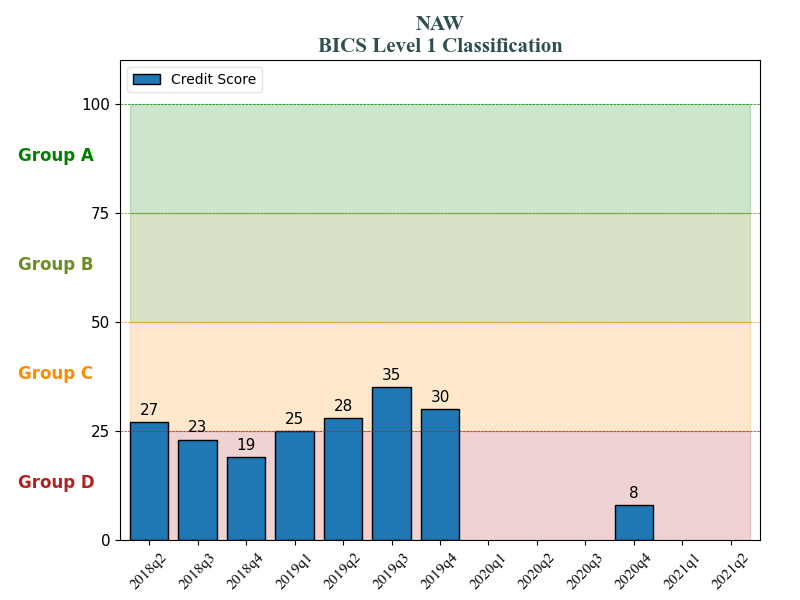 NAW
BICS Level 1 Classification
Credit Score
100
Group A
75
Group B
50
Group C
35
30
28
27
25
23
19
25
Group D
8
0
2018q2 2018q3 2018q4 2019q1 2019q2 2019q3 2019q4 2020q1 2020q2 2020q3 2020q4 2021q1 2021q2